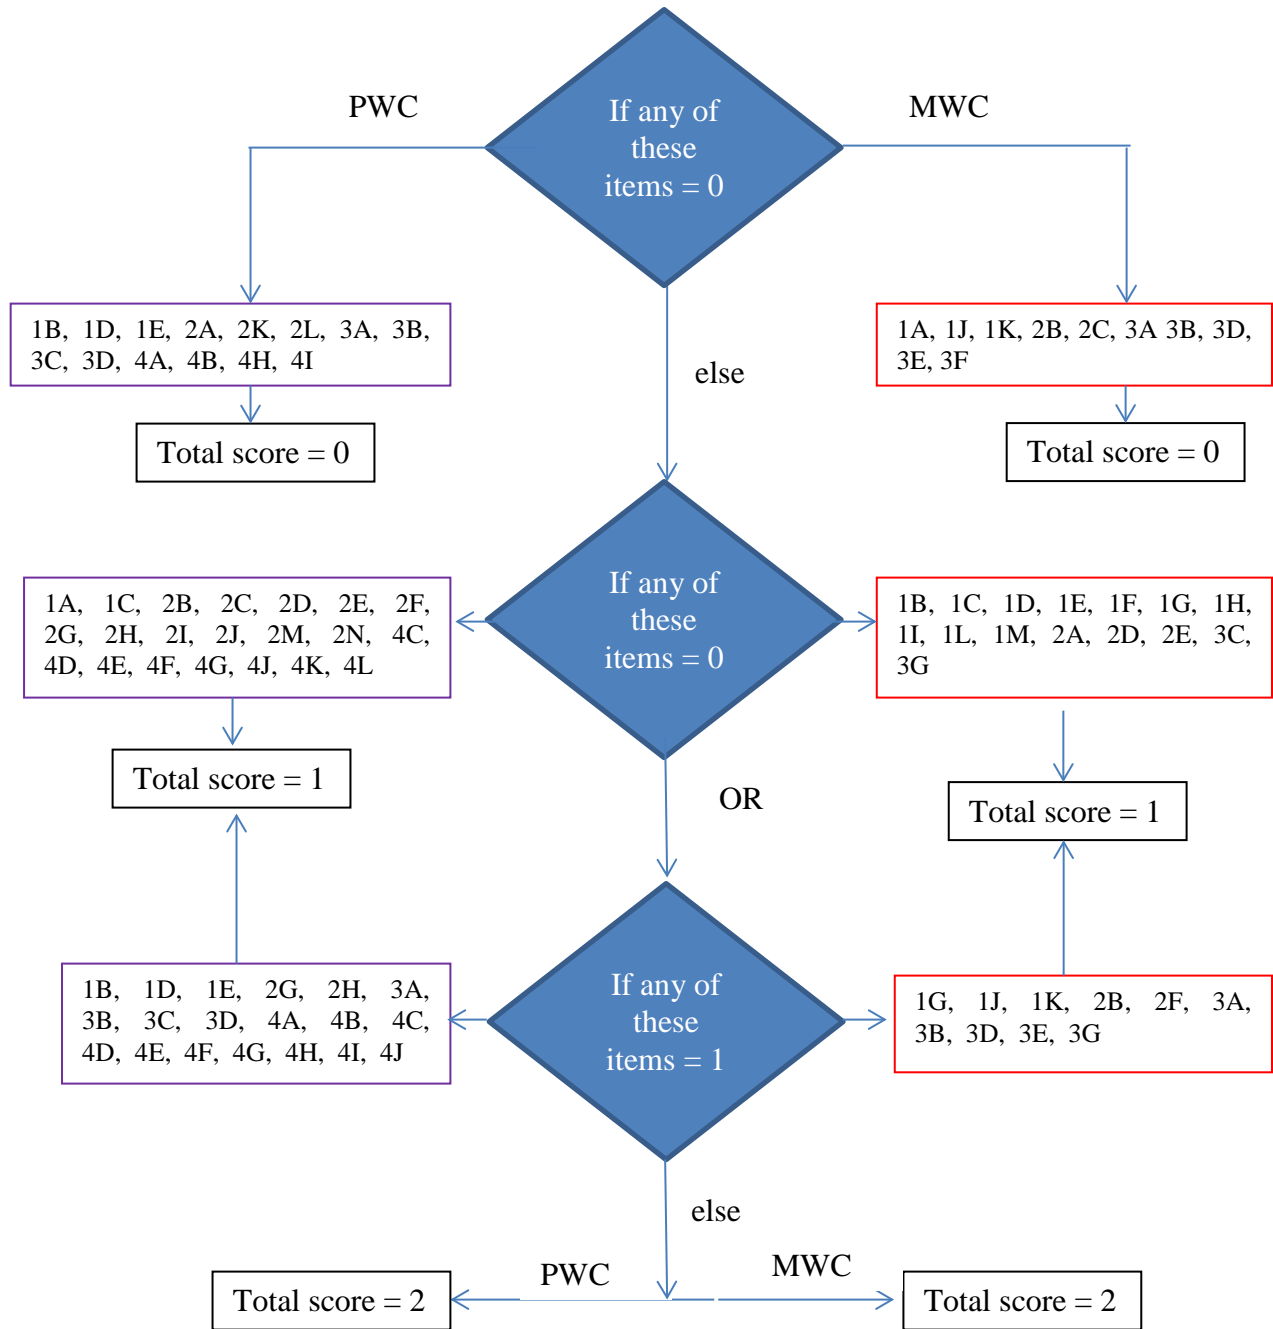 PWC
MWC
If any of
these
items = 0
1B, 1D, 1E, 2A, 2K, 2L, 3A, 3B,
3C, 3D, 4A, 4B, 4H, 4I
1A, 1J, 1K, 2B, 2C, 3A 3B, 3D,
3E, 3F
else
Total score = 0
Total score = 0
If any of
these
items = 0
1A, 1C, 2B, 2C, 2D, 2E, 2F,
2G, 2H, 2I, 2J, 2M, 2N, 4C,
4D, 4E, 4F, 4G, 4J, 4K, 4L
1B, 1C, 1D, 1E, 1F, 1G, 1H,
1I, 1L, 1M, 2A, 2D, 2E, 3C,
3G
Total score = 1
OR
Total score = 1
If any of
these
items = 1
1B, 1D, 1E, 2G, 2H, 3A,
3B, 3C, 3D, 4A, 4B, 4C,
4D, 4E, 4F, 4G, 4H, 4I, 4J
1G, 1J, 1K, 2B, 2F, 3A,
3B, 3D, 3E, 3G
else
PWC
MWC
Total score = 2
Total score = 2